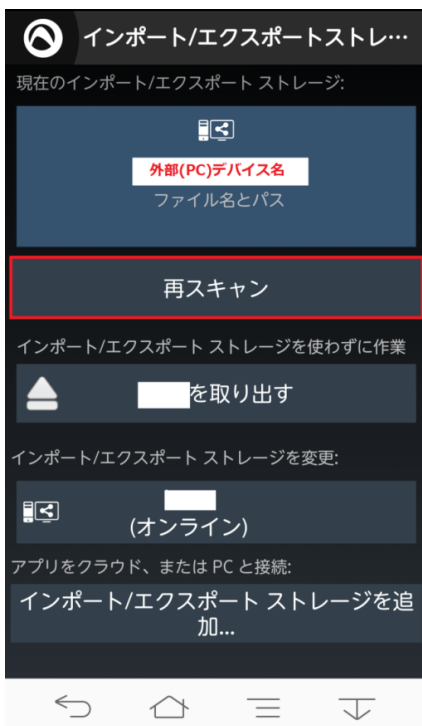 インポート/エクスポートストレ…
現在のインポート/エクスポート ストレージ:
外部(PC)デバイス名
ファイル名とパス
再スキャン
インポート/エクスポート ストレージを使わずに作業
を取り出す
インポート/エクスポート ストレージを変更:
(オンライン)
アプリをクラウド、または PC と接続:
インポート/エクスポート ストレージを追
加...